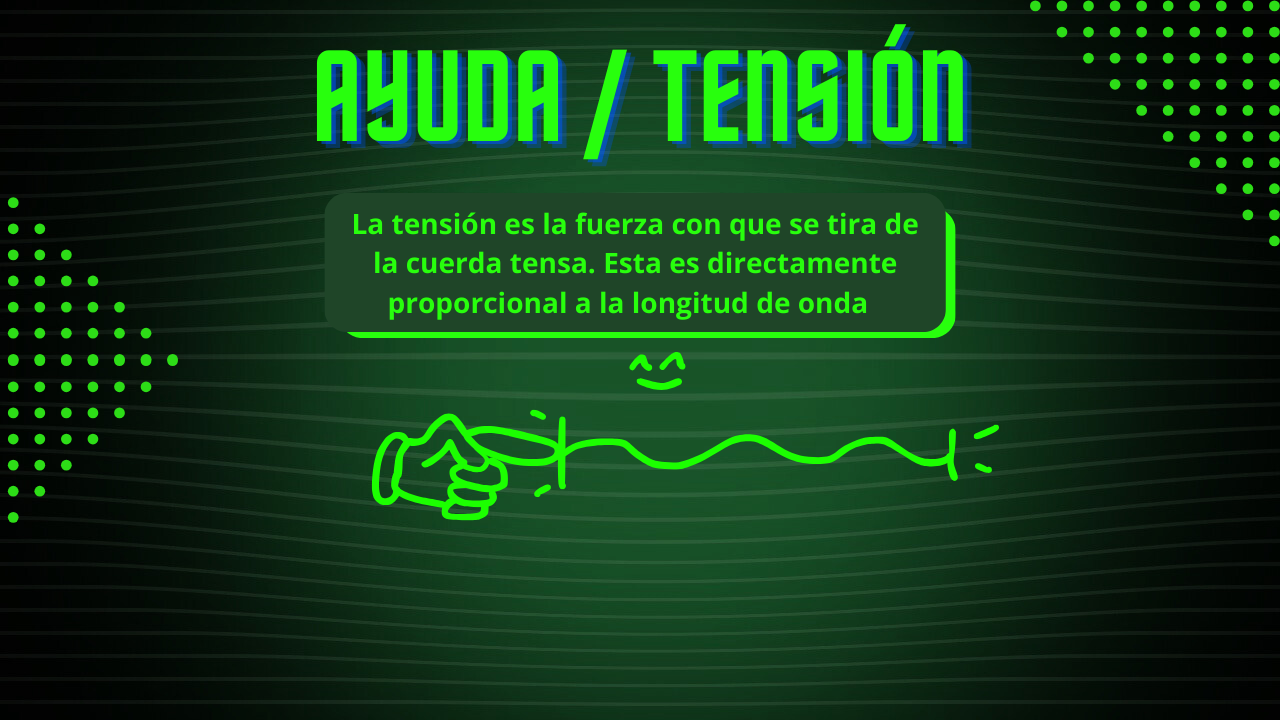 AYUDA / TENSIÓN
La tensión es la fuerza con que se tira de
la cuerda tensa. Esta es directamente
proporcional a la longitud de onda